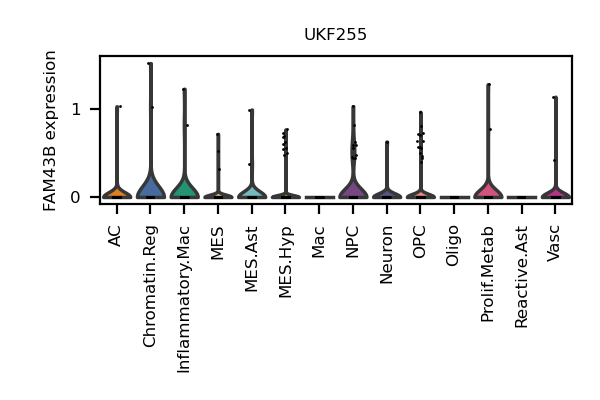 UKF255
FAM43B expression
1
0
AC
Chromatin.Reg
Inflammatory.Mac
MES
MES.Ast
MES.Hyp
Mac
NPC
Neuron
OPC
Oligo
Prolif.Metab
Reactive.Ast
Vasc